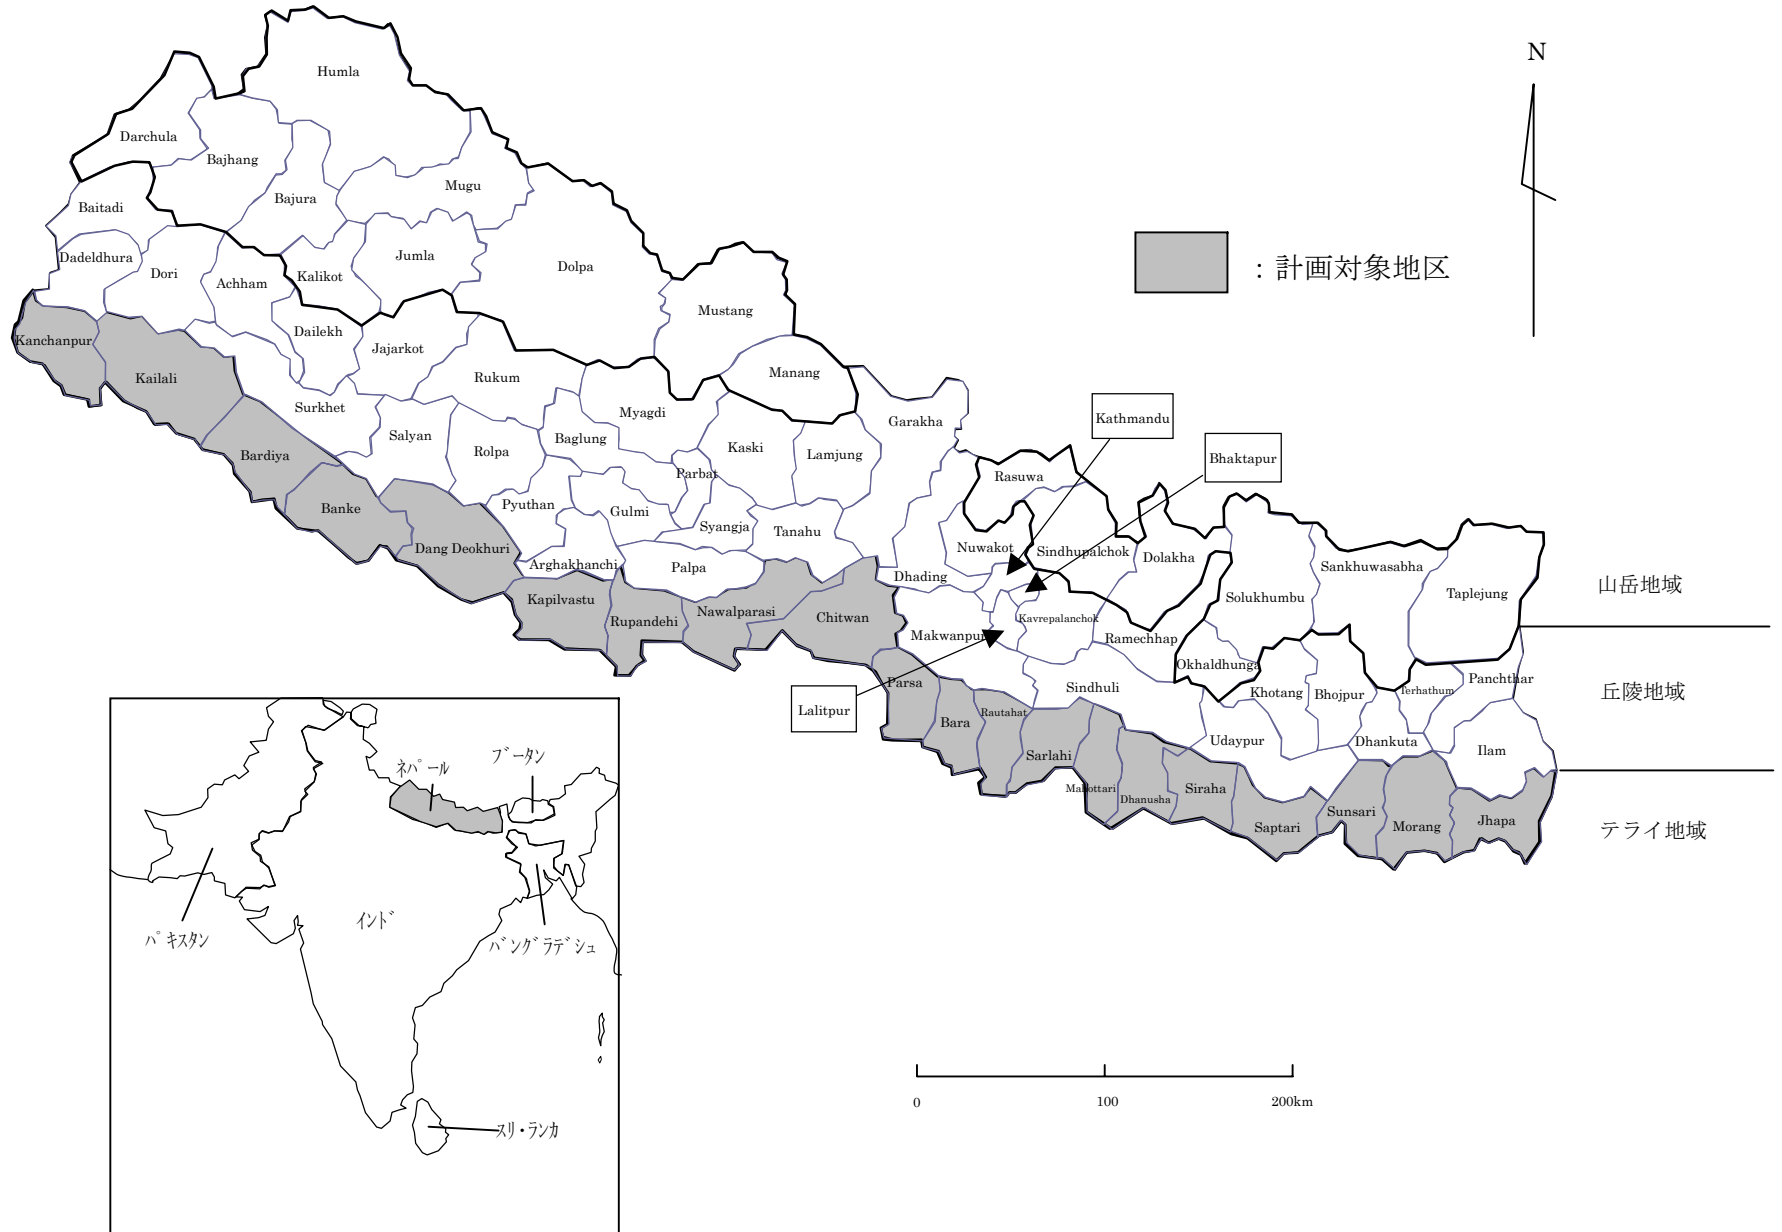 N
Humla
Darchula
Bajhang
Mugu
Bajura
Baitadi
Dadeldhura
Dori
Achham
Kalikot
Jumla
Dolpa
：計画対象地区
Mustang
Kanchanpur
Dailekh
Jajarkot
Kailali
Rukum
Manang
Surkhet
Myagdi
Garakha
Kathmandu
Salyan
Baglung
Kaski
Lamjung
Bhaktapur
Bardiya
Rolpa
Parbat
Rasuwa
Banke
Pyuthan
Gulmi
Syangja
Tanahu
Dang Deokhuri
Nuwakot
Sindhupalchok
Dolakha
Arghakhanchi
Palpa
Dhading
Sankhuwasabha
Taplejung
山岳地域
Kapilvastu
Rupandehi
Nawalparasi
Chitwan
Solukhumbu
Kavrepalanchok
Makwanpur
Ramechhap
Okhaldhunga
Parsa
Sindhuli
Khotang
Bhojpur
Terhathum
Panchthar
丘陵地域
Lalitpur
Bara
Rautahat
Udaypur
Dhankuta
Ilam
Sarlahi
Mahottari
Dhanusha
Siraha
Saptari
Sunsari
Morang
Jhapa
テライ地域
ネパール
ブータン
インド
パキスタン
バングラデシュ
スリ・ランカ
0
100
200km